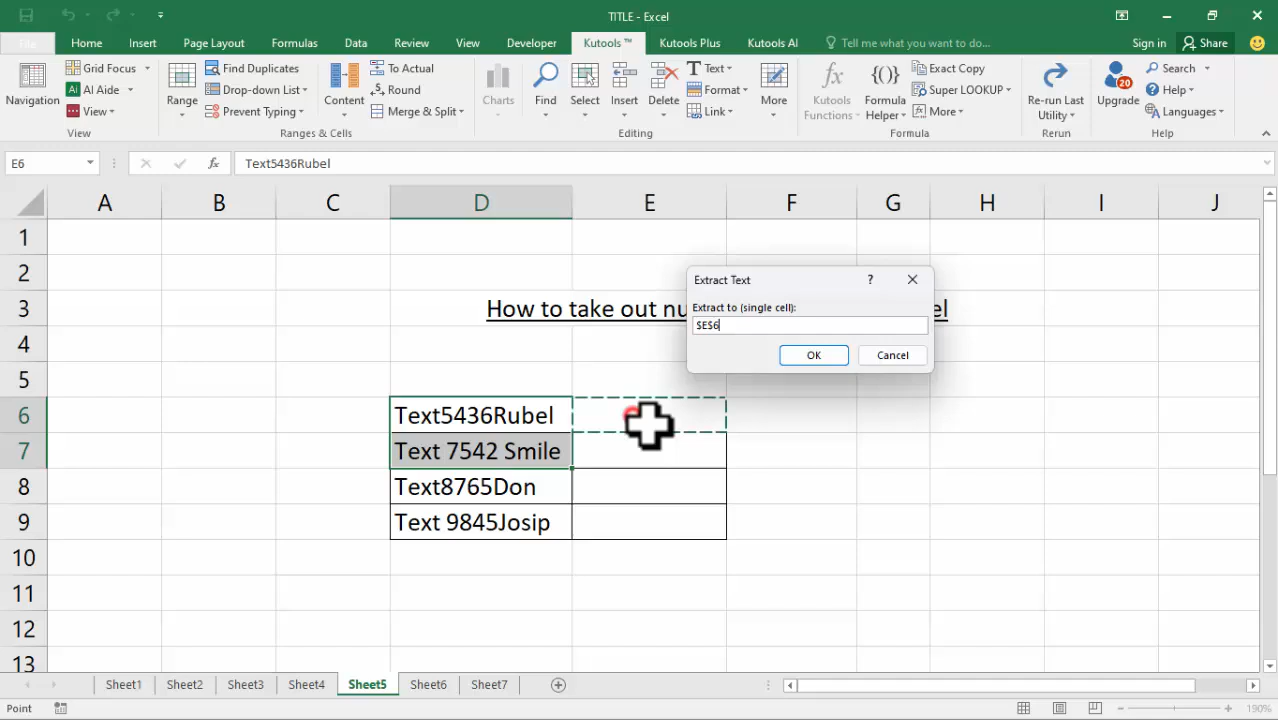 TITLE - Excel
File
Home
Insert
Page Layout
Formulas
Data
Review
View
Developer
Kutools ™
Kutools Plus
Kutools AI
Tell me what you want to do...
Sign in
Share
Navigation
Grid Focus
AI Aide
View
View
Range
Find Duplicates
Drop-down List
Prevent Typing
Content
To Actual
Round
Merge & Split
Ranges & Cells
Charts
Find
Select
Insert
Delete
Text
Format
Link
Editing
More
Kutools Functions
Formula Helper
Exact Copy
Super LOOKUP
More
Formula
Re-run Last Utility
Rerun
20
Upgrade
Search
Help
Languages
Help
E6
fx
Text5436Rubel
A B C D E F G H I J
1
2
3 How to take out nu
el
4
5
6 Text5436Rubel
7 Text 7542 Smile
8 Text8765Don
9 Text 9845Josip
10
11
12
13
Extract Text
?
Extract to (single cell):
$E$6
OK
Cancel
Sheet1
Sheet2
Sheet3
Sheet4
Sheet5
Sheet6
Sheet7
Point
190%